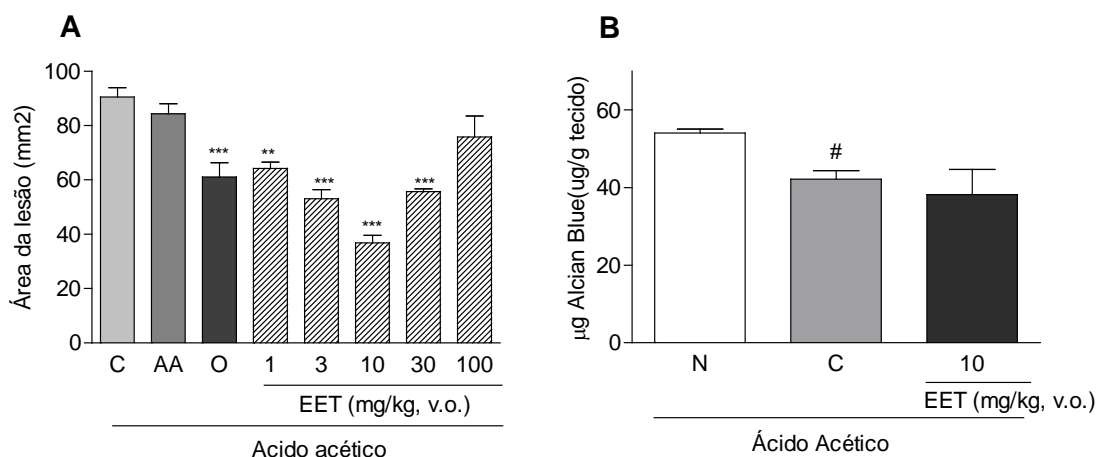 A
Área da lesão (mm2)
100
80
60
40
20
0
***
**
***
***
***
C AA O 1 3 10 30 100
EET (mg/kg, v.o.)
Acido acético
B
μg Alcian Blue(ug/g tecido)
60
40
20
0
#
N C 10
EET (mg/kg, v.o.)
Ácido Acético